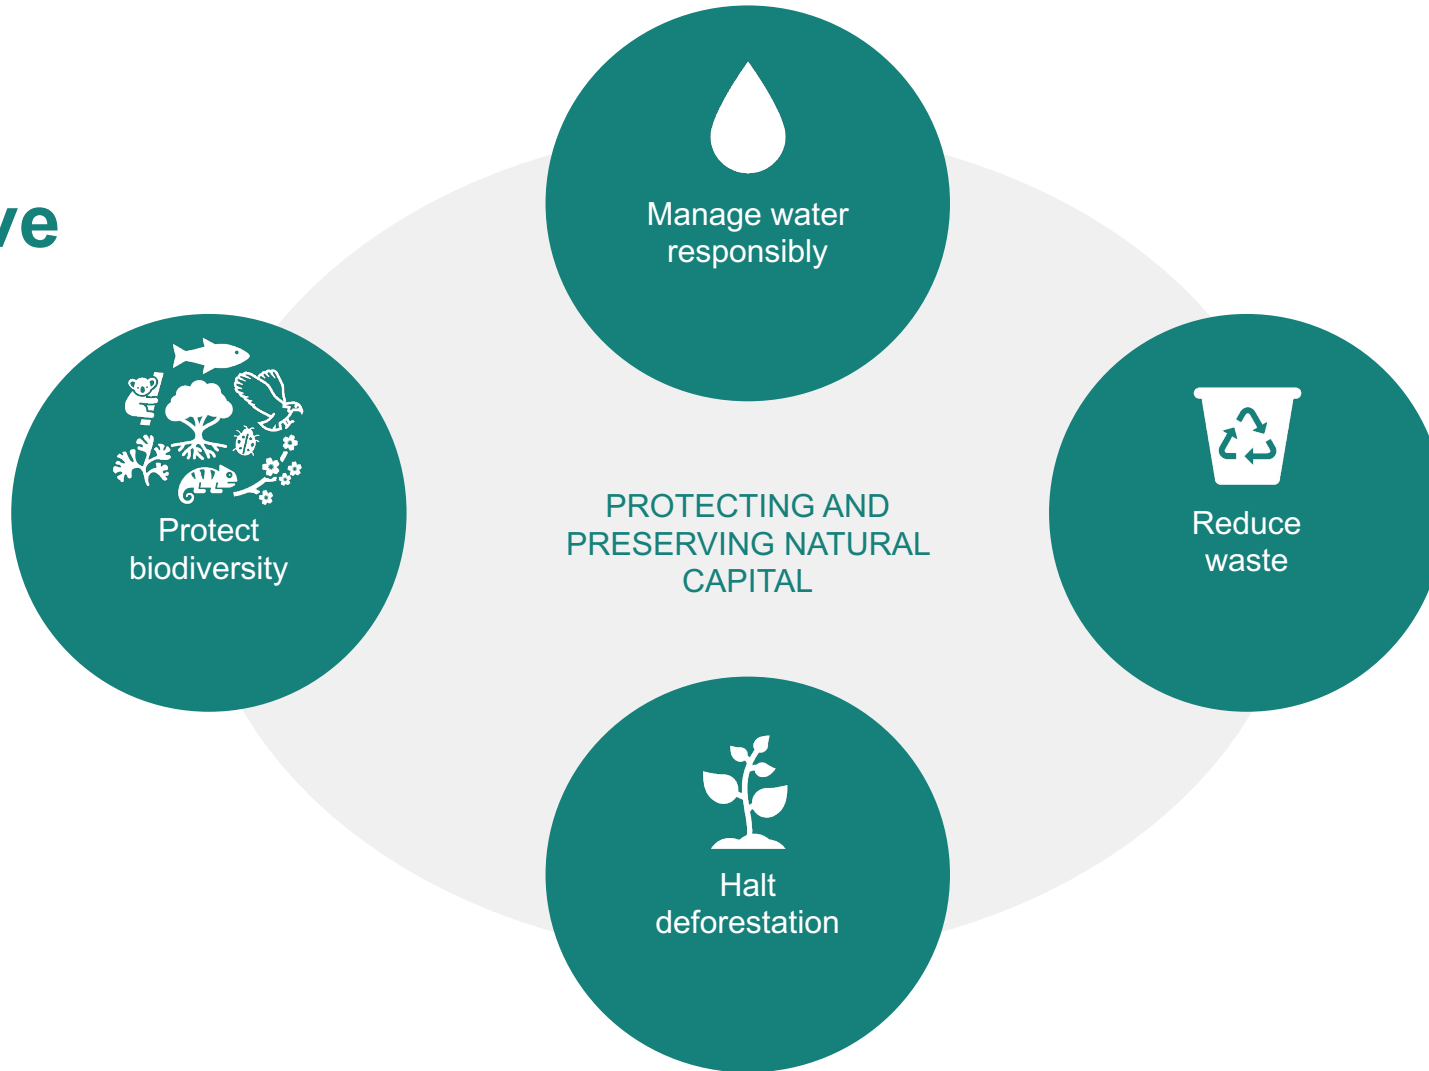 Manage water
responsibly
ve
Protect
biodiversity
PROTECTING AND
PRESERVING NATURAL
CAPITAL
Reduce
waste
Halt
deforestation